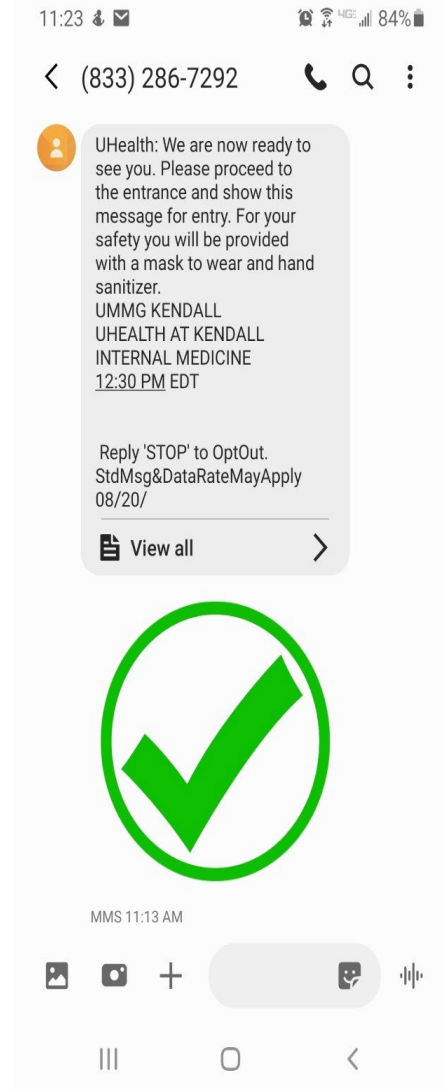 11:23 4G 84%
(833) 286-7292
UHealth: We are now ready to
see you. Please proceed to
the entrance and show this
message for entry. For your
safety you will be provided
with a mask to wear and hand
sanitizer.
UMMG KENDALL
UHEALTH AT KENDALL
INTERNAL MEDICINE
12:30 PM EDT
Reply 'STOP' to OptOut.
StdMsg&DataRateMayApply
08/20/
View all
MMS 11:13 AM